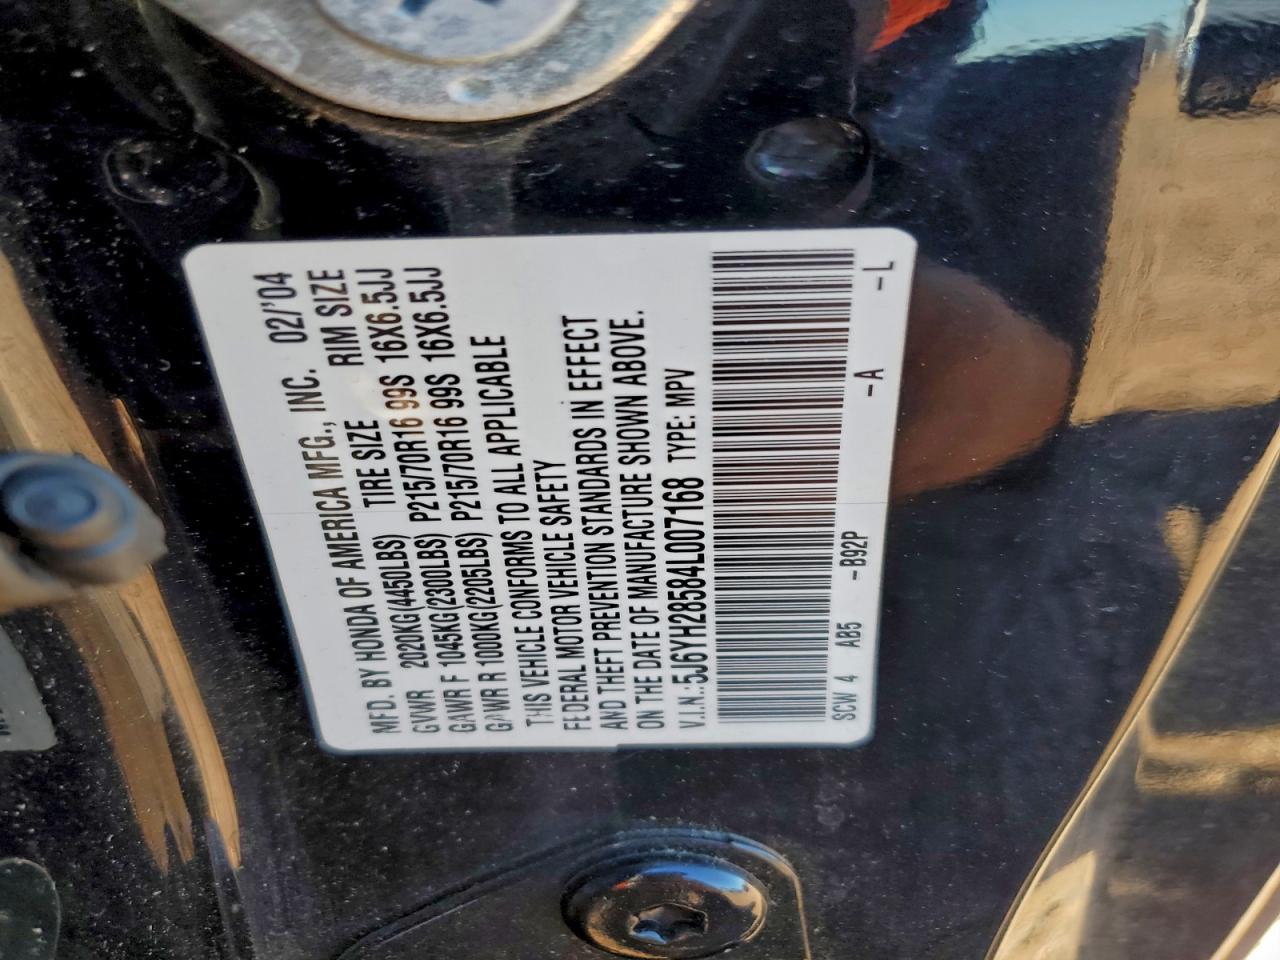 MFD. BY HONDA OF AMERICA MFG., INC. 02/'04
GVWR 2020KG(4450LBS) TIRE SIZE RIM SIZE
GAWR F 1045KG(2300LBS) P215/70R16 99S 16X6.5JJ
GAWR R 1000KG(2205LBS) P215/70R16 99S 16X6.5JJ
THIS VEHICLE CONFORMS TO ALL APPLICABLE
FEDERAL MOTOR VEHICLE SAFETY
AND THEFT PREVENTION STANDARDS IN EFFECT
ON THE DATE OF MANUFACTURE SHOWN ABOVE.
V.I.N.:5J6YH28584L007168 TYPE: MPV
SCW 4 AB5 -B92P -A -L